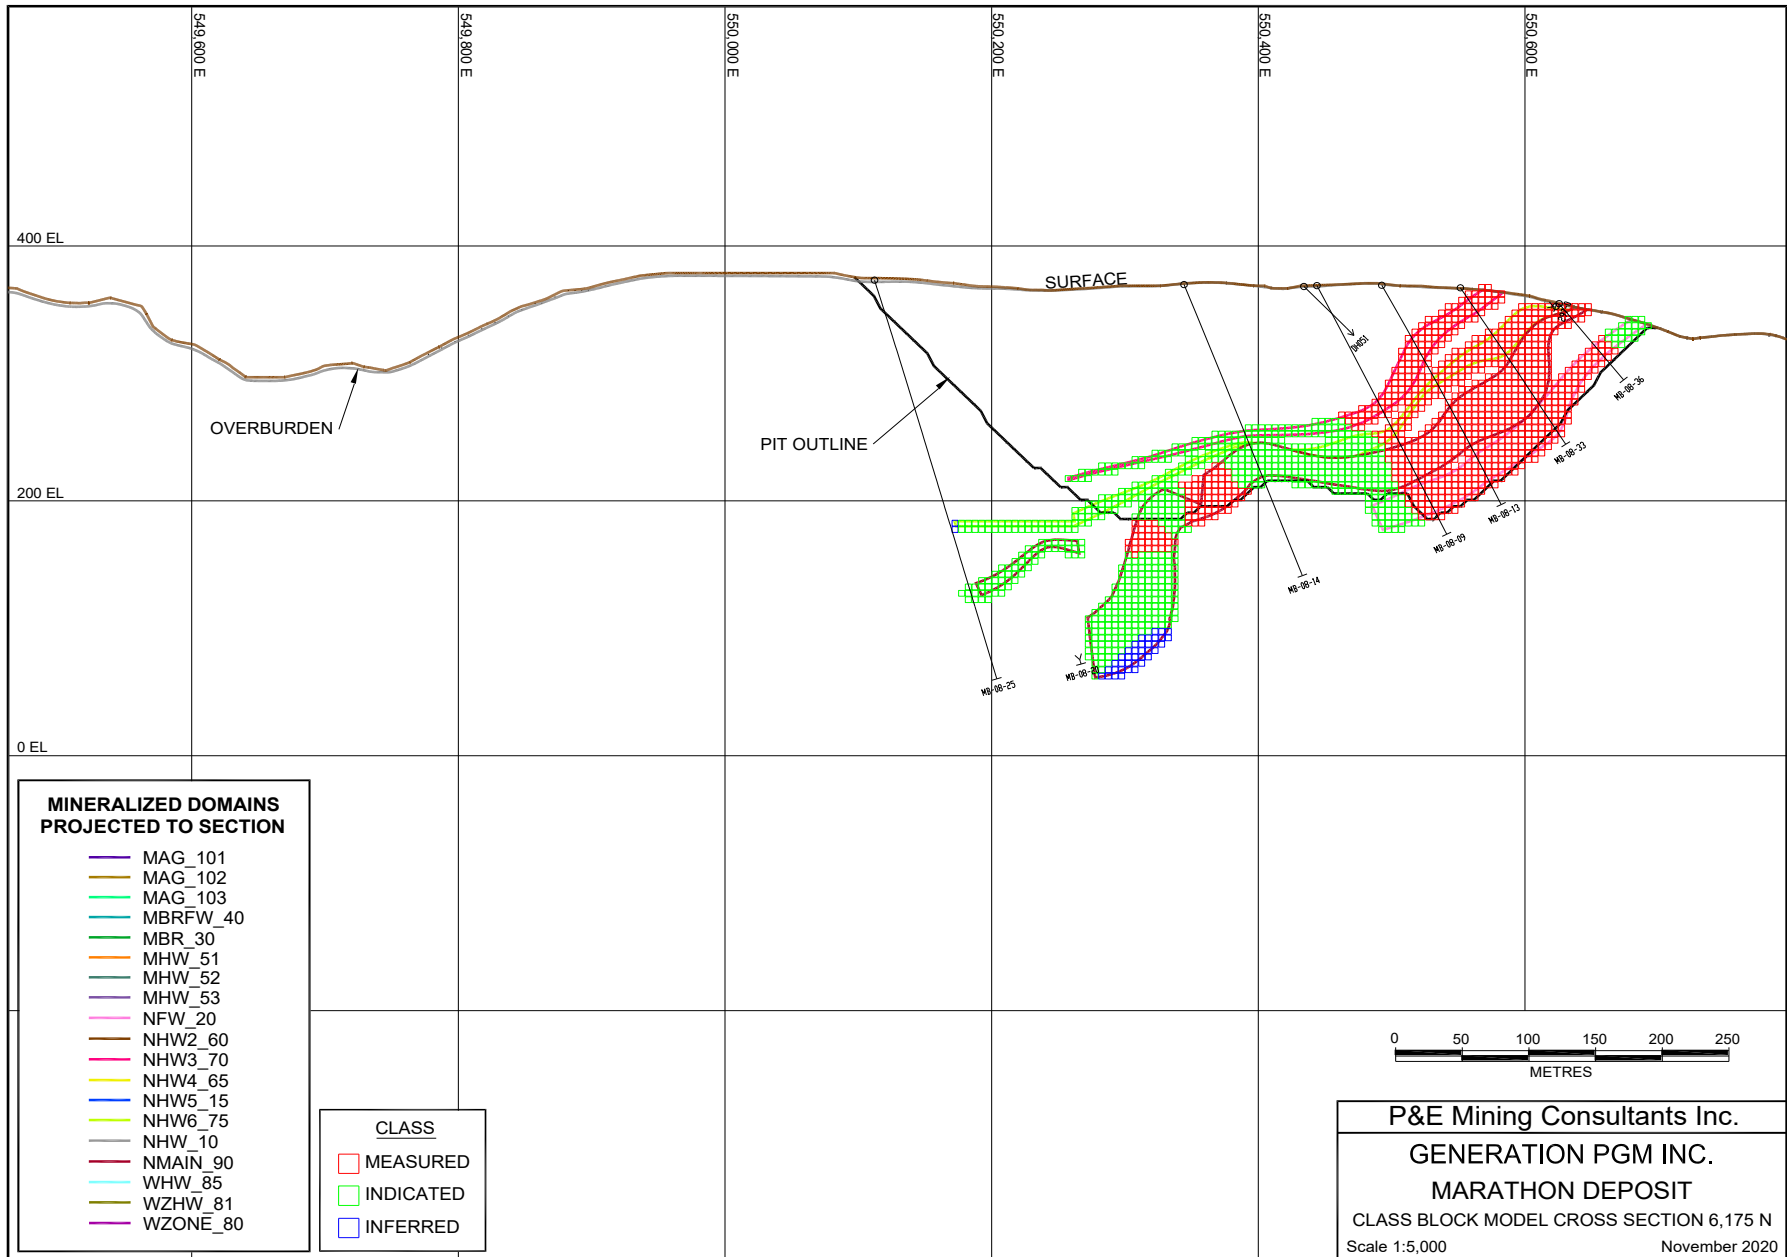 549,600 E
549,800 E
550,000 E
550,200 E
550,400 E
550,600 E
400 EL
SURFACE
DH051
OVERBURDEN
PIT OUTLINE
MB-08-36
MB-08-33
200 EL
MB-08-13
MB-08-09
MB-08-14
MB-08-25
0 EL
MINERALIZED DOMAINS
PROJECTED TO SECTION
MAG_101
MAG_102
MAG_103
MBRFW_40
MBR_30
MHW_51
MHW_52
MHW_53
NFW_20
NHW2_60
NHW3_70
NHW4_65
NHW5_15
NHW6_75
NHW_10
NMAIN_90
WHW_85
WZHW_81
WZONE_80
CLASS
MEASURED
INDICATED
INFERRED
0 50 100 150 200 250
METRES
P&E Mining Consultants Inc.
GENERATION PGM INC.
MARATHON DEPOSIT
CLASS BLOCK MODEL CROSS SECTION 6,175 N
Scale 1:5,000 November 2020